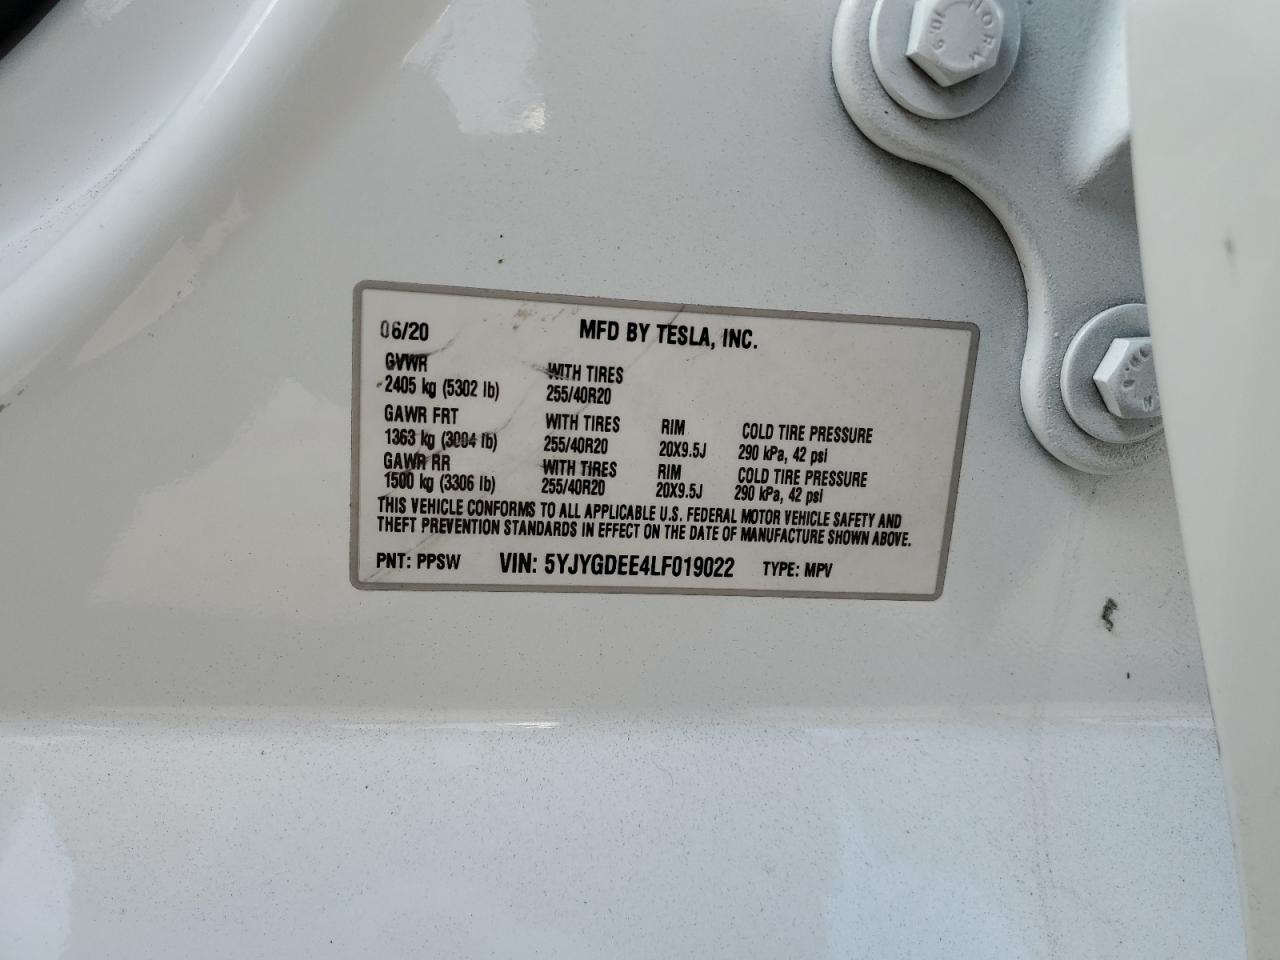 NORM
10.9
06/20 MFD BY TESLA, INC.
GVWR WITH TIRES
2405 kg (5302 lb) 255/40R20
GAWR FRT WITH TIRES RIM COLD TIRE PRESSURE
1363 kg (3004 lb) 255/40R20 20X9.5J 290 kPa, 42 psi
GAWR RR WITH TIRES RIM COLD TIRE PRESSURE
1500 kg (3306 lb) 255/40R20 20X9.5J 290 kPa, 42 psi
THIS VEHICLE CONFORMS TO ALL APPLICABLE U.S. FEDERAL MOTOR VEHICLE SAFETY AND
THEFT PREVENTION STANDARDS IN EFFECT ON THE DATE OF MANUFACTURE SHOWN ABOVE.
PNT: PPSW VIN: 5YJYGDEE4LF019022 TYPE: MPV